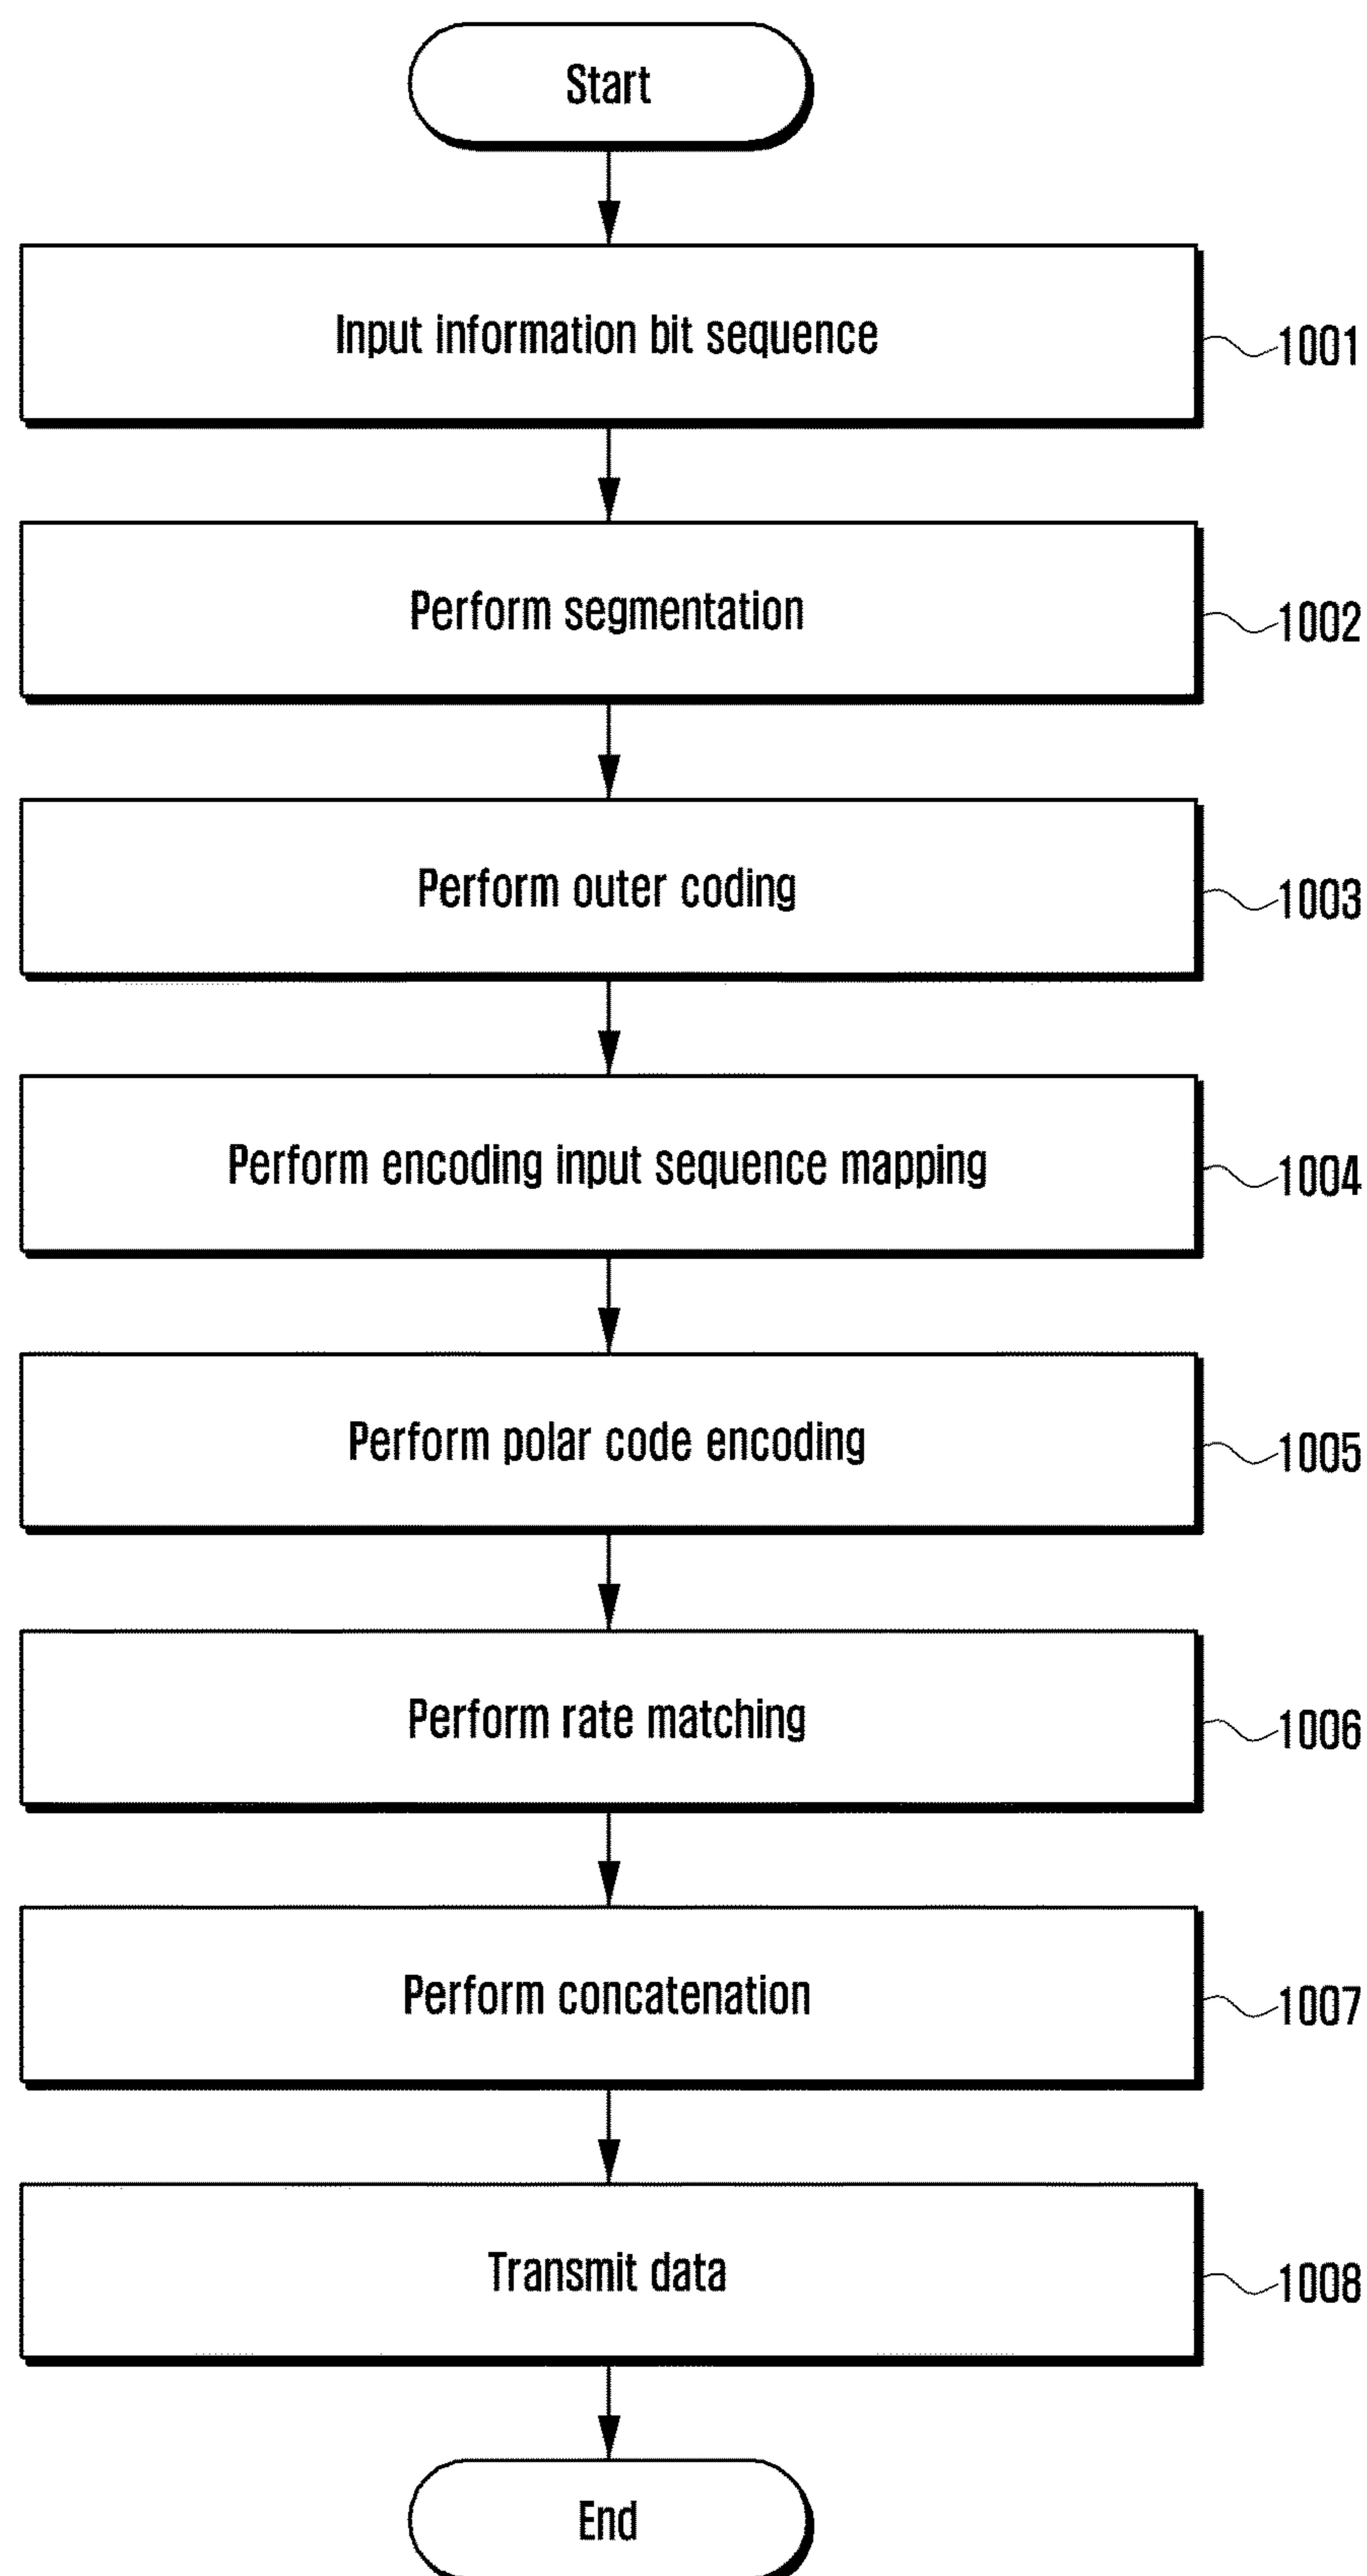 Start
Input information bit sequence
1001
Perform segmentation
1002
Perform outer coding
1003
Perform encoding input sequence mapping
1004
Perform polar code encoding
1005
Perform rate matching
1006
Perform concatenation
1007
Transmit data
1008
End